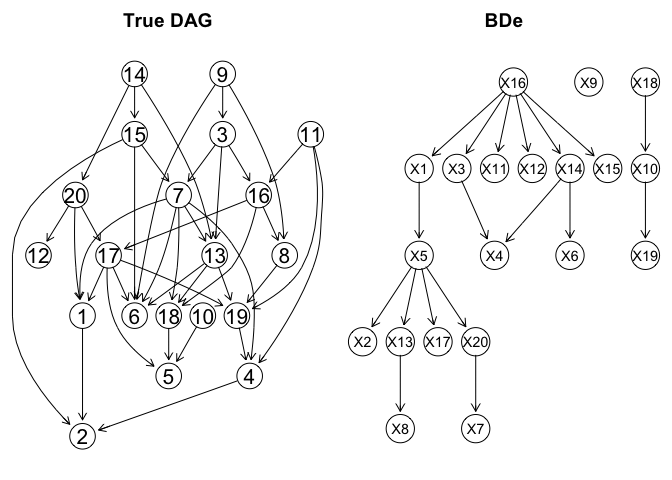 True DAG
14 9
15 3 11
20 7 16
12 17 13 8
1 6 18 10 19
5 4
2
BDe
X16 X9 X18
X1 X3 X11 X12 X14 X15 X10
X5 X4 X6 X19
X2 X13 X17 X20
X8 X7